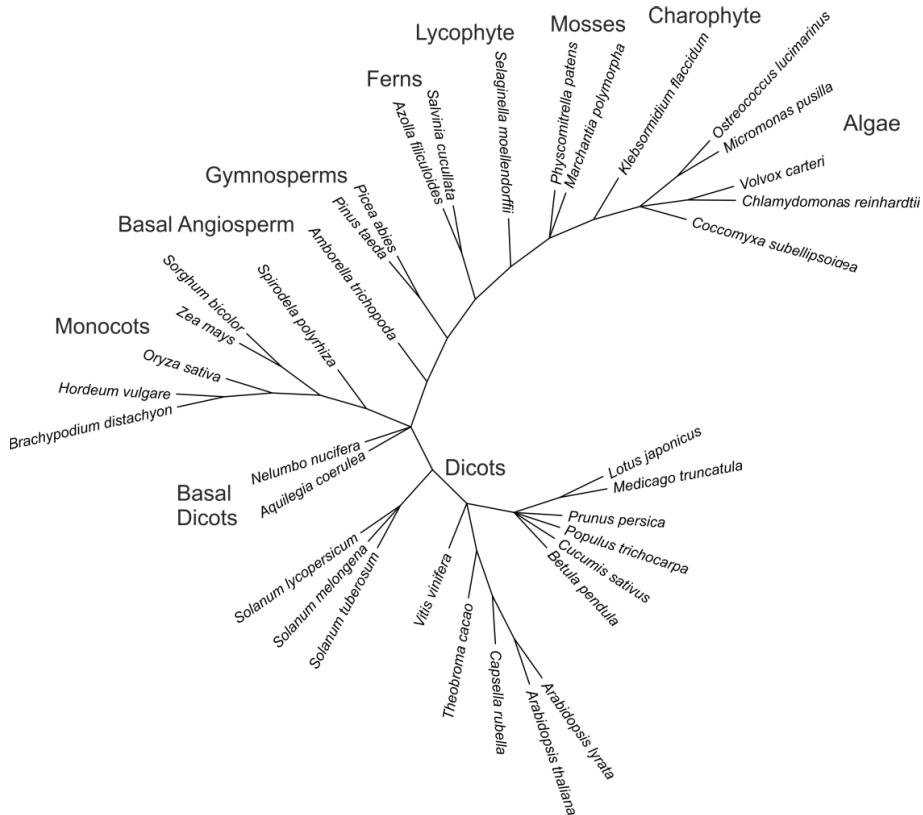 Charophyte
Mosses
Lycophyte
Ferns
Algae
Gymnosperms
Basal Angiosperm
Monocots
Basal
Dicots
Dicots
Ostreococcus lucimarinus
Micromonas pusilla
Volvox carteri
Chlamydomonas reinhardtii
Coccomyxa subellipsoidea
Klebsormidium flaccidum
Marchantia polymorpha
Physcomitrella patens
Selaginella moellendorffii
Salvinia cucullata
Azolla filiculoides
Picea abies
Pinus taeda
Amborella trichopoda
Spirodela polyrhiza
Sorghum bicolor
Zea mays
Oryza sativa
Hordeum vulgare
Brachypodium distachyon
Nelumbo nucifera
Aquilegia coerulea
Solanum lycopersicum
Solanum melongena
Solanum tuberosum
Vitis vinifera
Theobroma cacao
Capsella rubella
Arabidopsis thaliana
Arabidopsis lyrata
Betula pendula
Cucumis sativus
Populus trichocarpa
Prunus persica
Medicago truncatula
Lotus japonicus